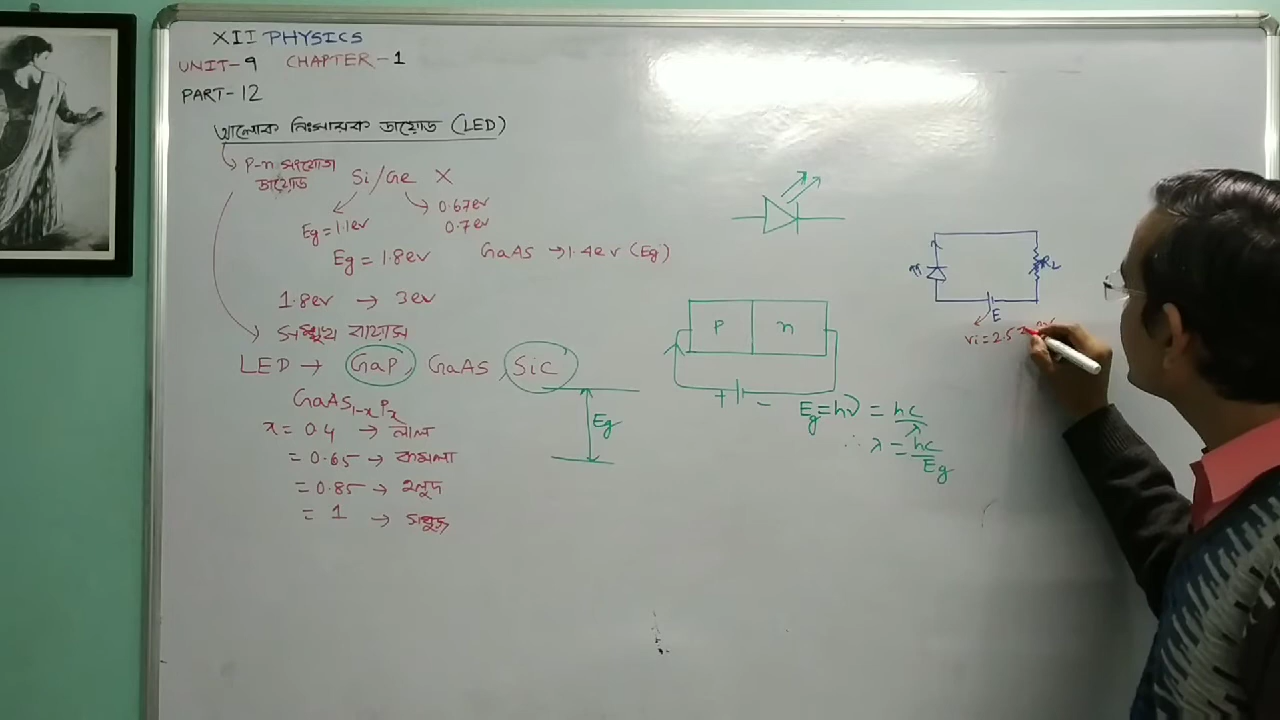 XII PHYSICS
UNIT-9 CHAPTER-1
PART-12
আলোক নিঃসারক ডায়োড (LED)
P-n সংযোগ
ডায়োড
Si/Ge X
Eg=1.1ev
0.67ev
0.7ev
Eg=1.8ev GaAs →1.4ev (Eg)
1.8ev → 3ev
সম্মুখ বায়াস
LED → GaP, GaAs, SiC
GaAs1-xPx
x= 0.4 → লাল
= 0.65 → কমলা
= 0.85 → হলুদ
= 1 → সবুজ
Eg
P n
+ −
Eg=hν = hc/λ
∴ λ = hc/Eg
RL
E
Vi=2.5